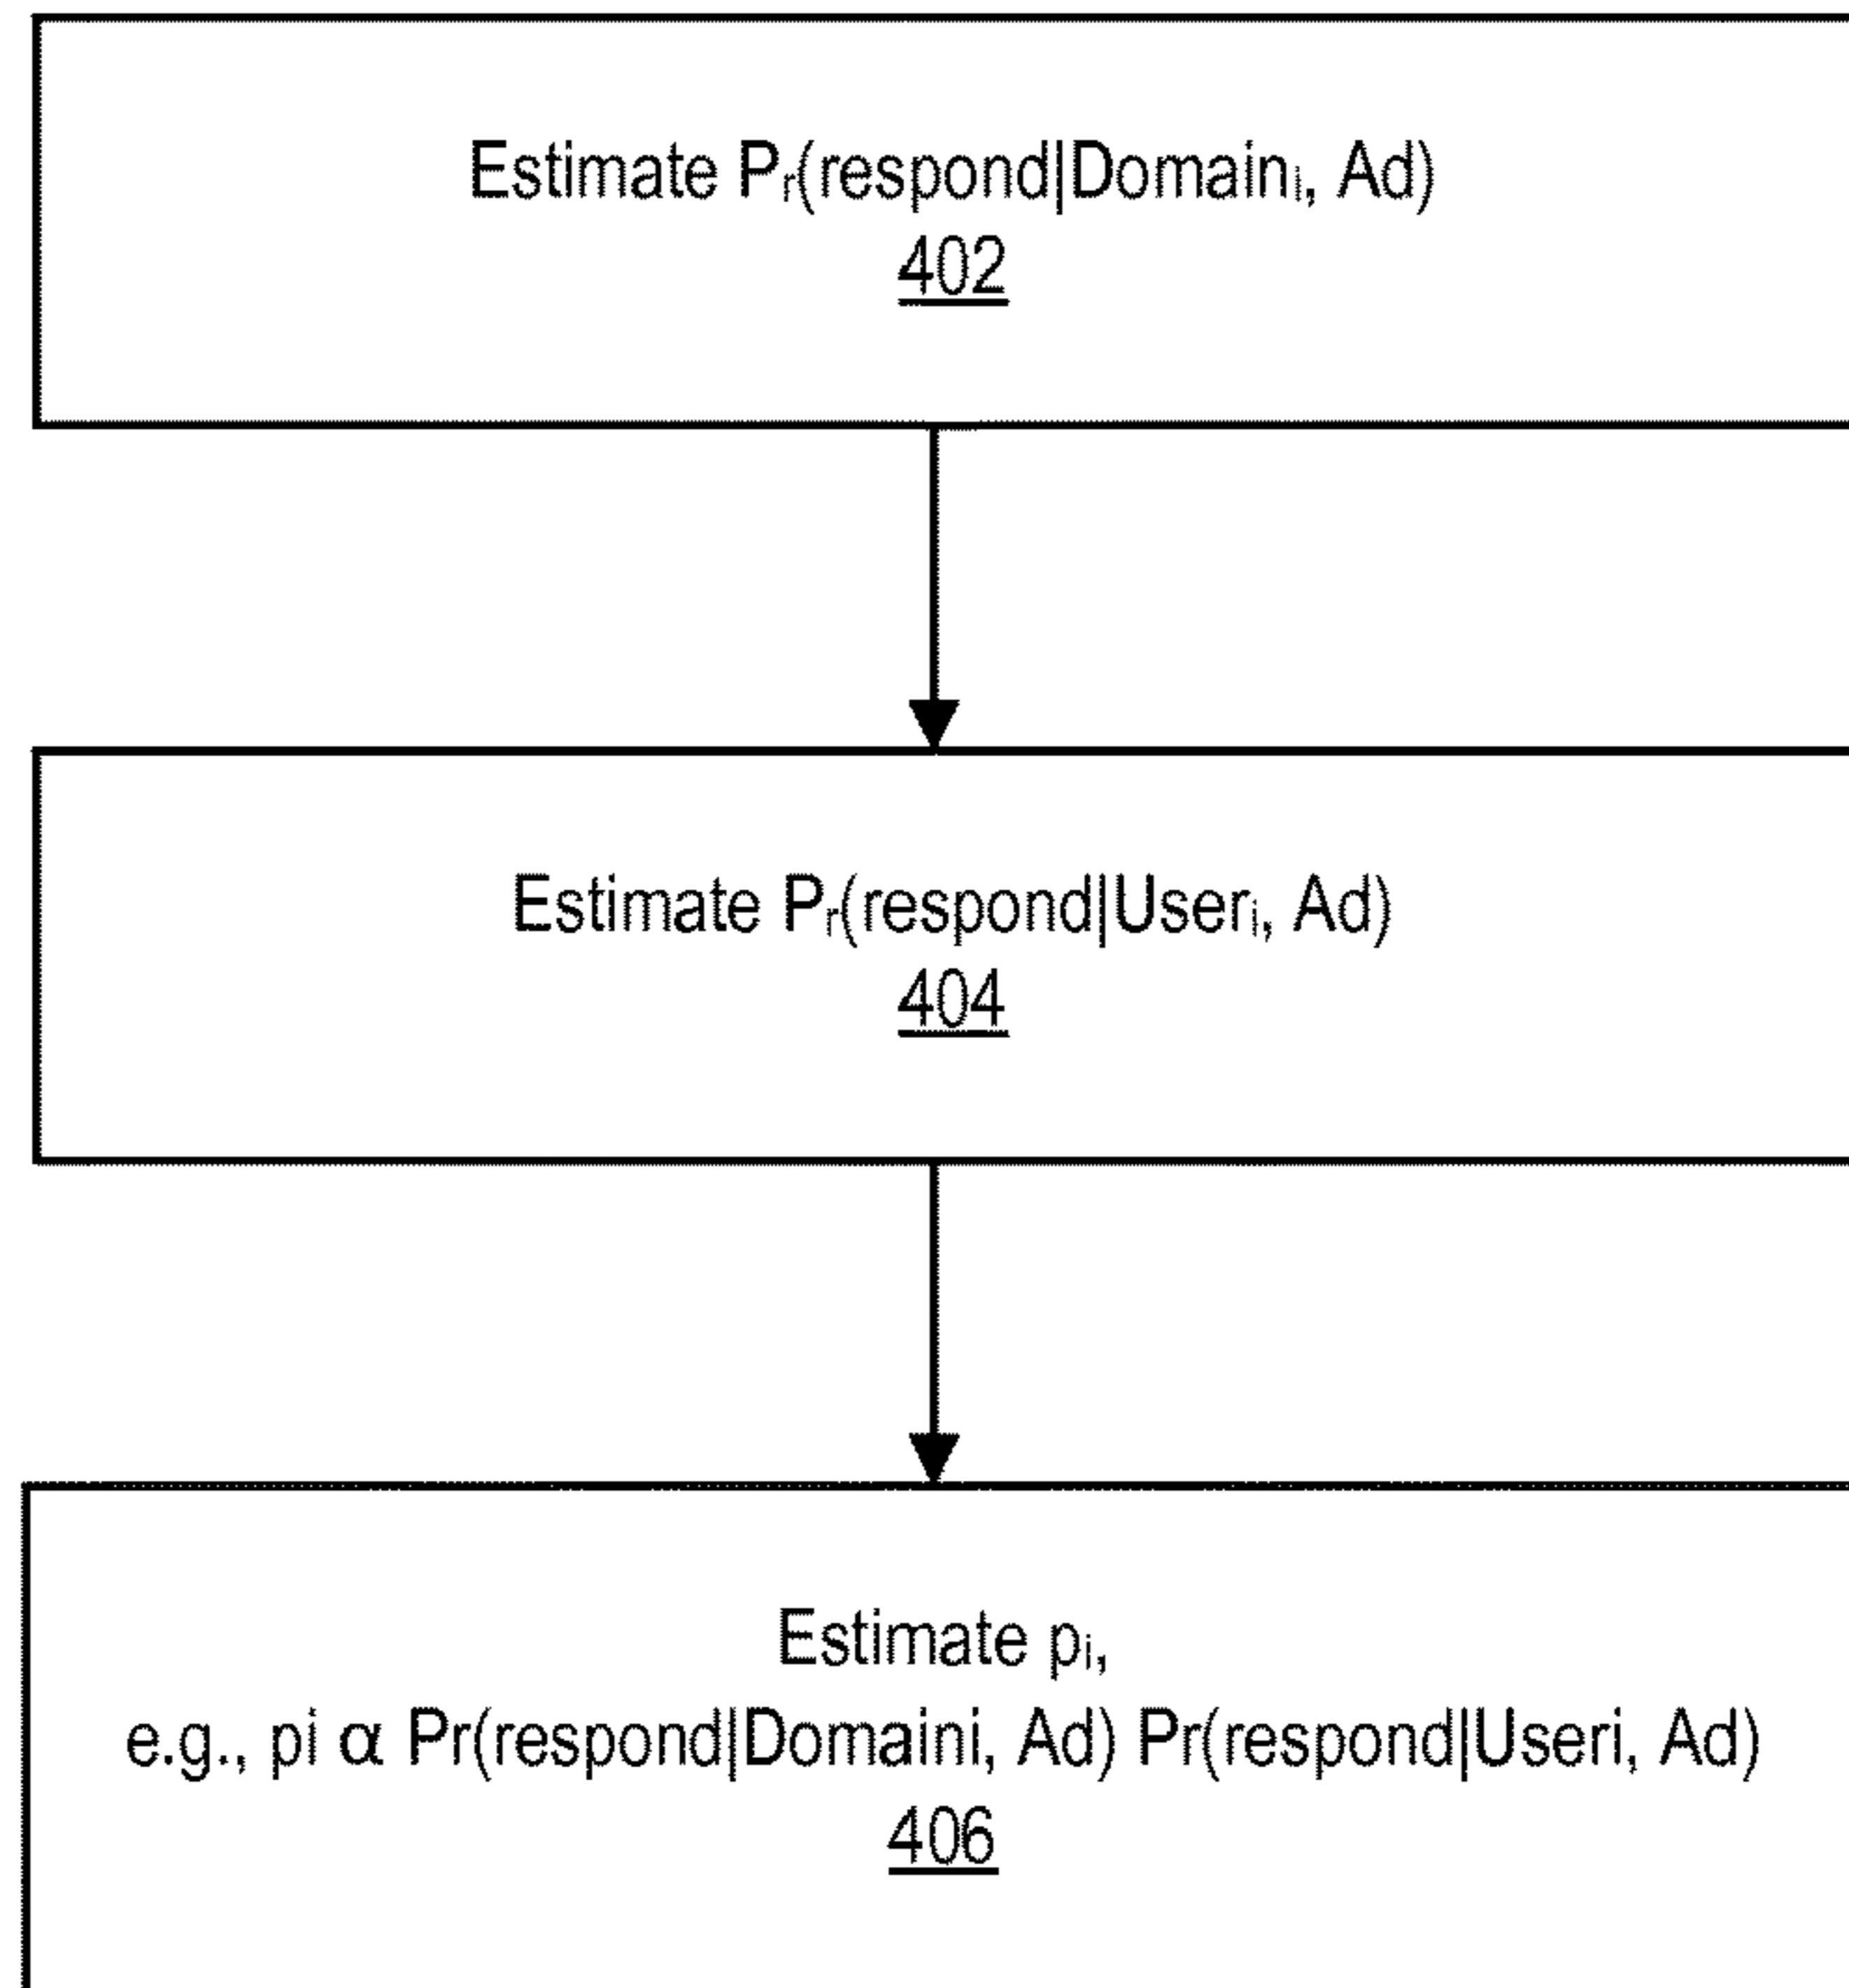 Estimate Pr(respond|Domaini, Ad)
402
Estimate Pr(respond|Useri, Ad)
404
Estimate pi,
e.g., pi α Pr(respond|Domaini, Ad) Pr(respond|Useri, Ad)
406